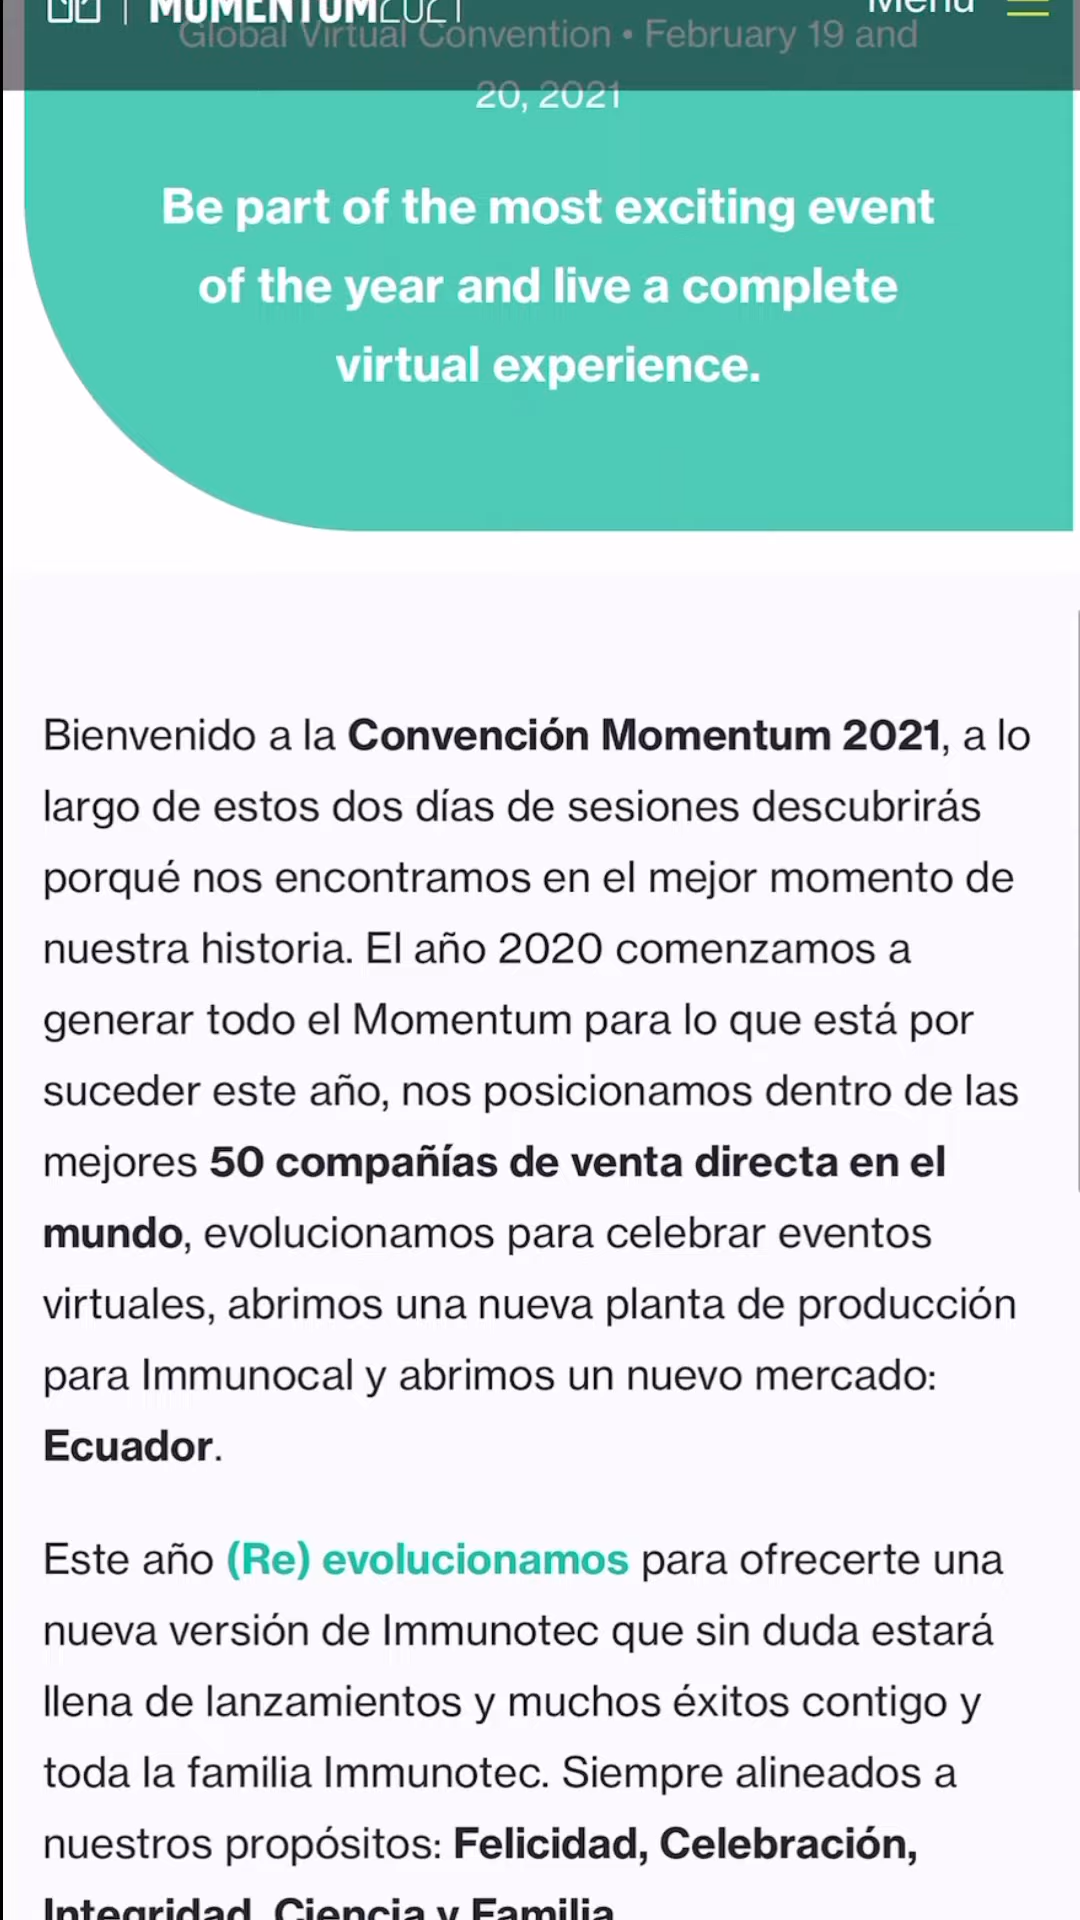 MOMENTUM2021
Menu
Global Virtual Convention • February 19 and
20, 2021
Be part of the most exciting event
of the year and live a complete
virtual experience.
Bienvenido a la Convención Momentum 2021, a lo
largo de estos dos días de sesiones descubrirás
porqué nos encontramos en el mejor momento de
nuestra historia. El año 2020 comenzamos a
generar todo el Momentum para lo que está por
suceder este año, nos posicionamos dentro de las
mejores 50 compañías de venta directa en el
mundo, evolucionamos para celebrar eventos
virtuales, abrimos una nueva planta de producción
para Immunocal y abrimos un nuevo mercado:
Ecuador.
Este año (Re) evolucionamos para ofrecerte una
nueva versión de Immunotec que sin duda estará
llena de lanzamientos y muchos éxitos contigo y
toda la familia Immunotec. Siempre alineados a
nuestros propósitos: Felicidad, Celebración,
Integridad, Ciencia y Familia